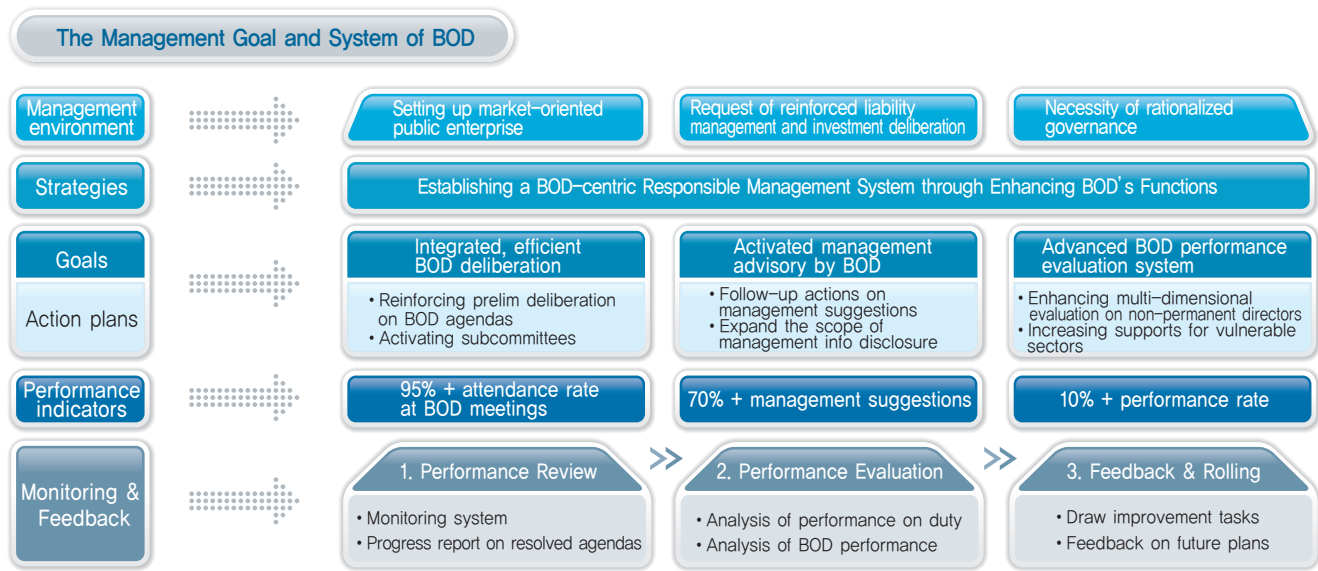 The Management Goal and System of BOD
Management
environment
Setting up market-oriented
public enterprise
Request of reinforced liability
management and investment deliberation
Necessity of rationalized
governance
Strategies
Establishing a BOD-centric Responsible Management System through Enhancing BOD's Functions
Goals
Integrated, efficient
BOD deliberation
Activated management
advisory by BOD
Advanced BOD performance
evaluation system
Action plans
• Reinforcing prelim deliberation
on BOD agendas
• Activating subcommittees
• Follow-up actions on
management suggestions
• Expand the scope of
management info disclosure
• Enhancing multi-dimensional
evaluation on non-permanent directors
• Increasing supports for vulnerable
sectors
Performance
indicators
95% + attendance rate
at BOD meetings
70% + management suggestions
10% + performance rate
Monitoring &
Feedback
1. Performance Review
• Monitoring system
• Progress report on resolved agendas
2. Performance Evaluation
• Analysis of performance on duty
• Analysis of BOD performance
3. Feedback & Rolling
• Draw improvement tasks
• Feedback on future plans